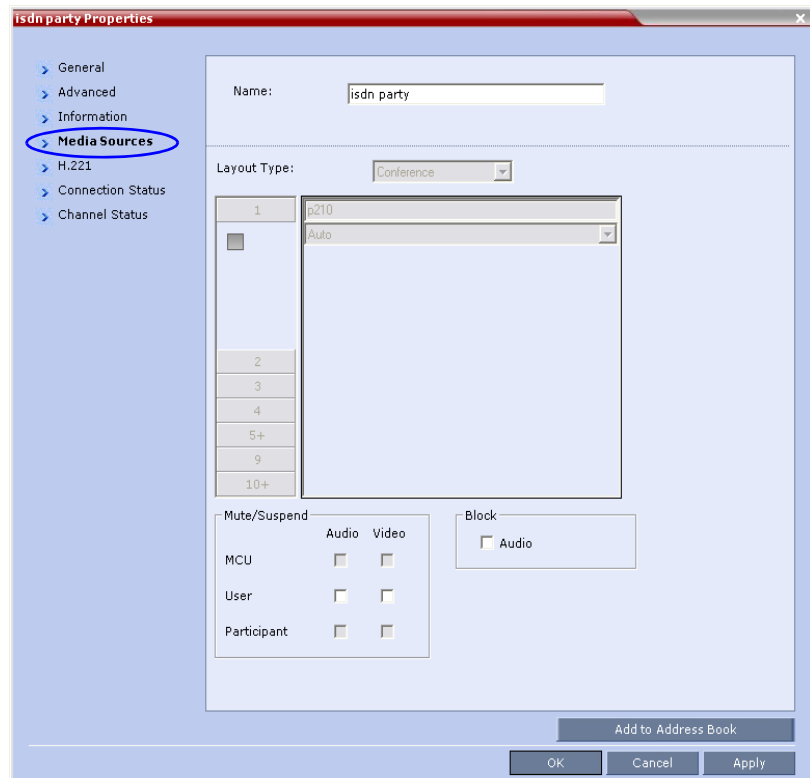 isdn party Properties
x
General
Advanced
Information
Media Sources
H.221
Connection Status
Channel Status
Name:
isdn party
Layout Type:
Conference
1
p210
Auto
2
3
4
5+
9
10+
Mute/Suspend
Audio Video
MCU
User
Participant
Block
Audio
Add to Address Book
OK
Cancel
Apply